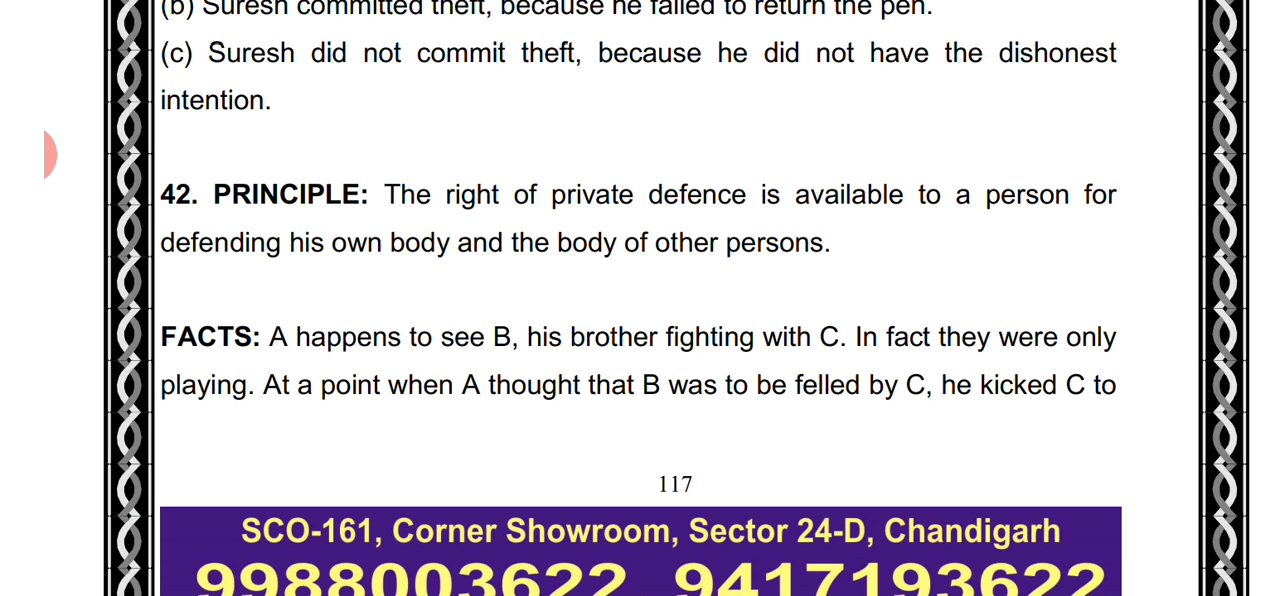 (b) Suresh committed theft, because he failed to return the pen.
(c) Suresh did not commit theft, because he did not have the dishonest
intention.
42. PRINCIPLE: The right of private defence is available to a person for
defending his own body and the body of other persons.
FACTS: A happens to see B, his brother fighting with C. In fact they were only
playing. At a point when A thought that B was to be felled by C, he kicked C to
117
SCO-161, Corner Showroom, Sector 24-D, Chandigarh
9988003622 9417193622